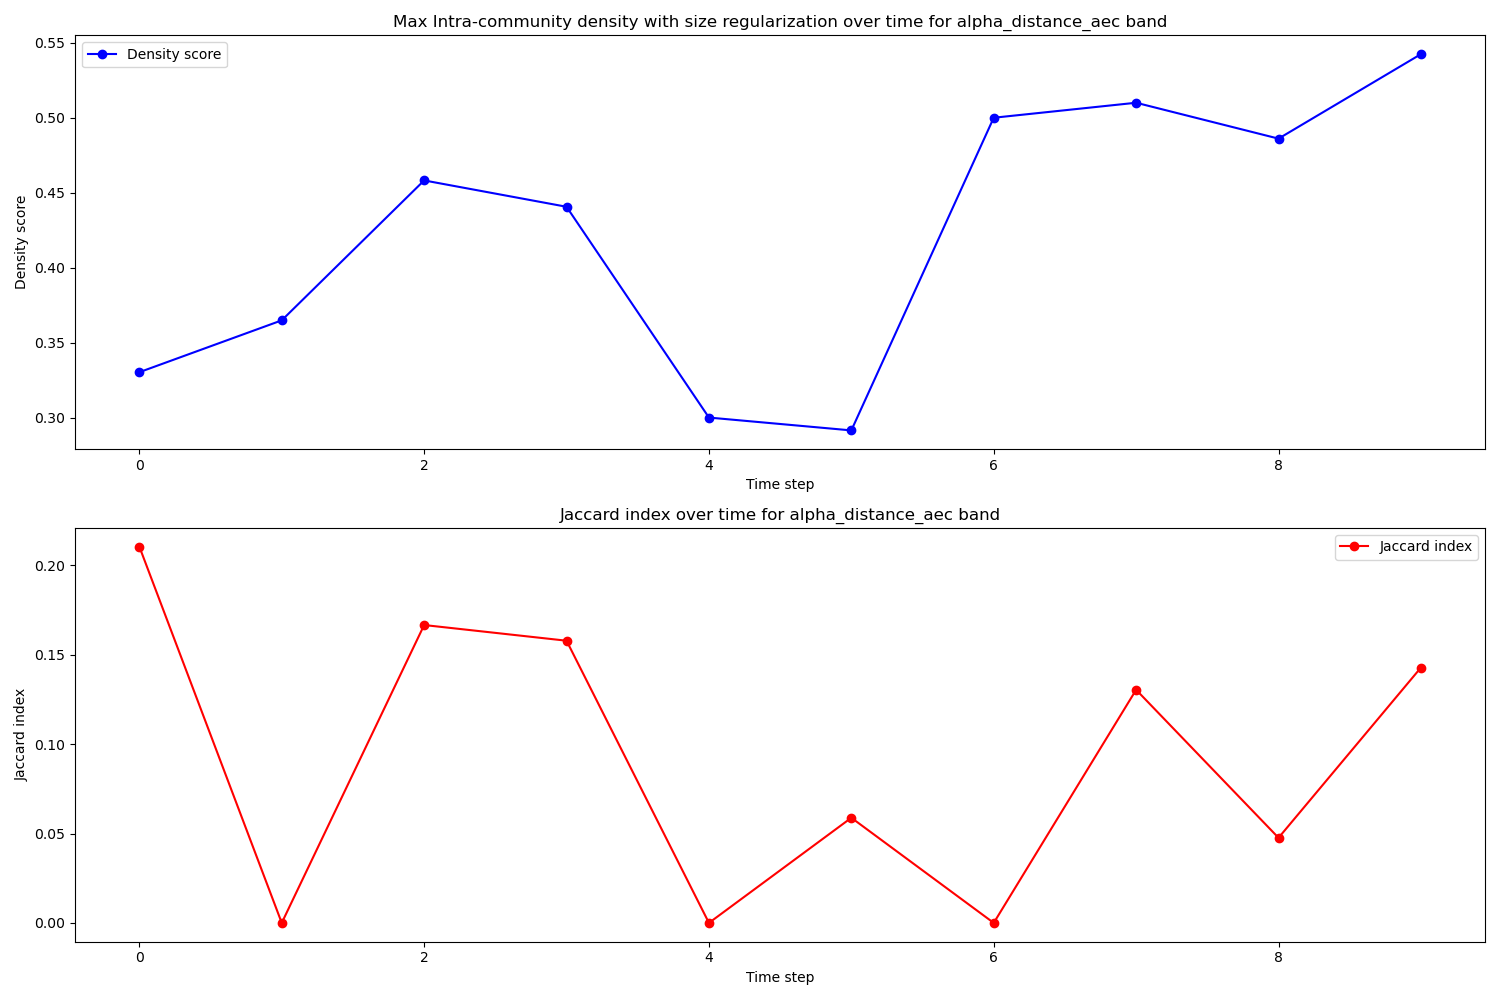 Max Intra-community density with size regularization over time for alpha_distance_aec band
0.55
0.50
0.45
0.40
0.35
0.30
Density score
Density score
0
2
4
6
8
Time step
Jaccard index over time for alpha_distance_aec band
0.20
0.15
0.10
0.05
0.00
Jaccard index
Jaccard index
0
2
4
6
8
Time step